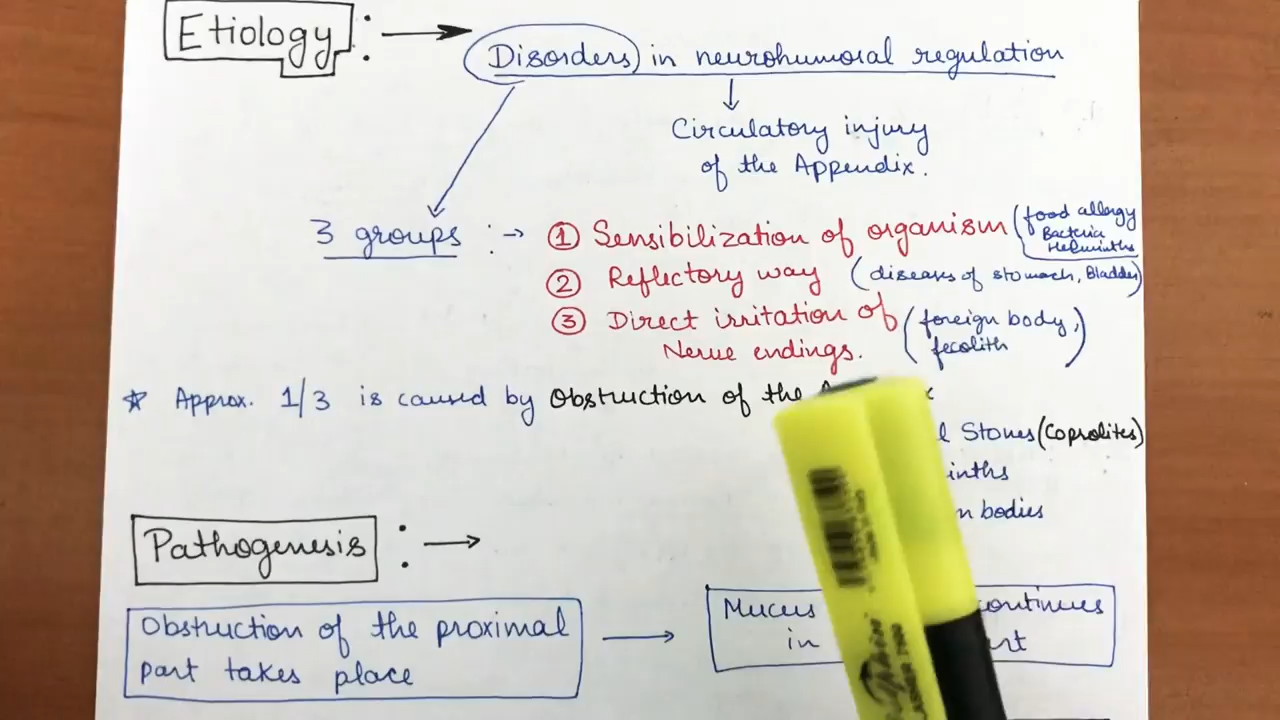 Etiology :→
Disorders in neurohumoral regulation
↓
Circulatory injury
of the Appendix.
3 groups :→ ① Sensibilization of organism (food allergy
Bacteria
Helminths
② Reflectory way (diseases of stomach, Bladder)
③ Direct irritation of (foreign body,
Nerve endings. fecolith)
☆ Approx. 1/3 is caused by Obstruction of the
Stones (Coprolites)
inths
bodies
Pathogenesis : →
Obstruction of the proximal
part takes place
→
Mucus continues
in